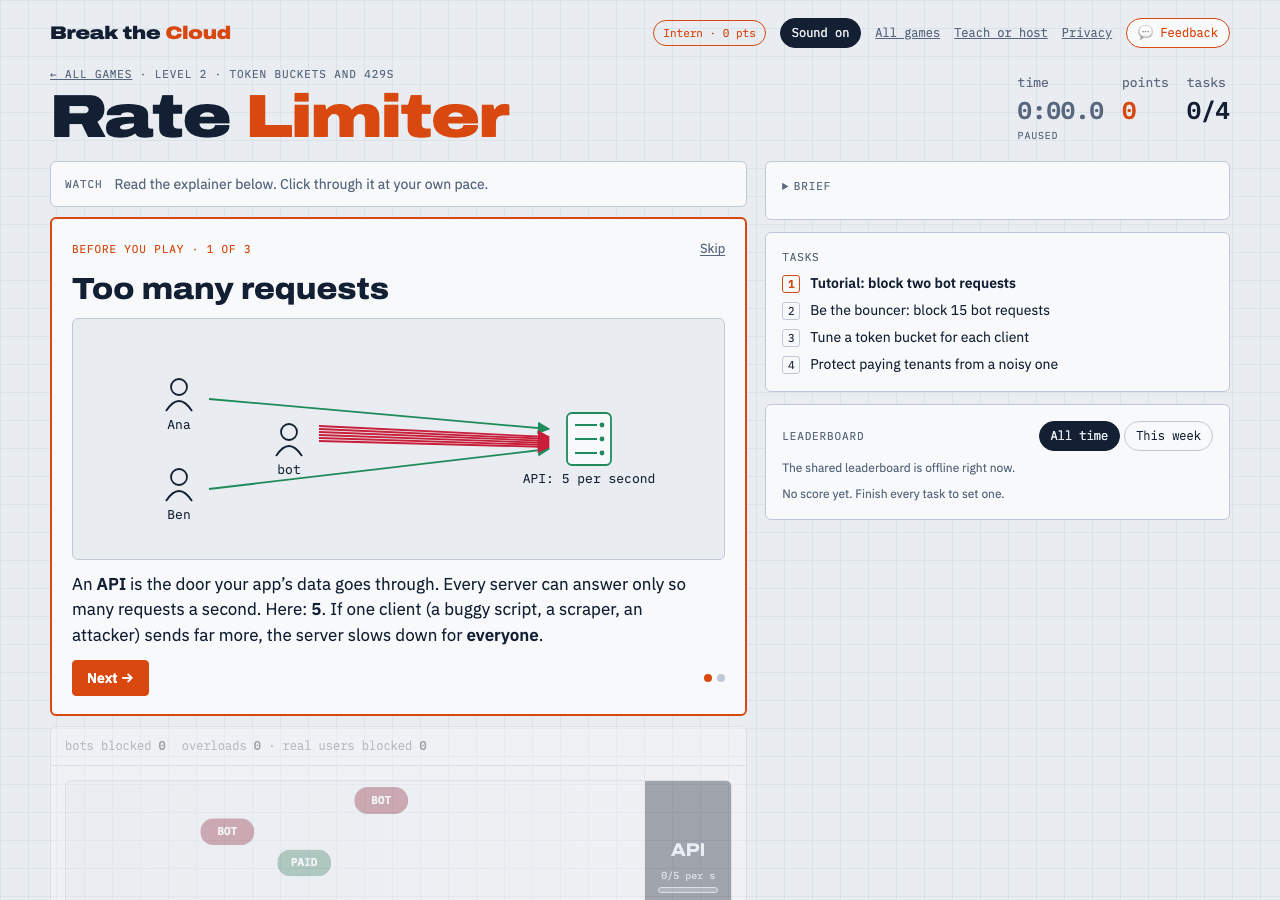 Break the Cloud
Intern · 0 pts
Sound on
All games
Teach or host
Privacy
💬 Feedback
← ALL GAMES · LEVEL 2 · TOKEN BUCKETS AND 429S
Rate Limiter
time
0:00.0
PAUSED
points
0
tasks
0/4
WATCH Read the explainer below. Click through it at your own pace.
BEFORE YOU PLAY · 1 OF 3
Skip
Too many requests
Ana
bot
Ben
API: 5 per second
An API is the door your app’s data goes through. Every server can answer only so
many requests a second. Here: 5. If one client (a buggy script, a scraper, an
attacker) sends far more, the server slows down for everyone.
Next →
bots blocked 0 overloads 0 · real users blocked 0
BOT
BOT
PAID
API
0/5 per s
▶ BRIEF
TASKS
1 Tutorial: block two bot requests
2 Be the bouncer: block 15 bot requests
3 Tune a token bucket for each client
4 Protect paying tenants from a noisy one
LEADERBOARD
All time
This week
The shared leaderboard is offline right now.
No score yet. Finish every task to set one.